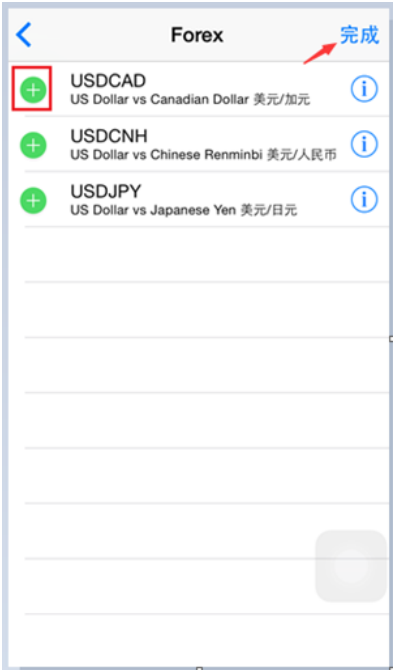 Forex
完成
USDCAD
US Dollar vs Canadian Dollar 美元/加元
USDCNH
US Dollar vs Chinese Renminbi 美元/人民币
USDJPY
US Dollar vs Japanese Yen 美元/日元